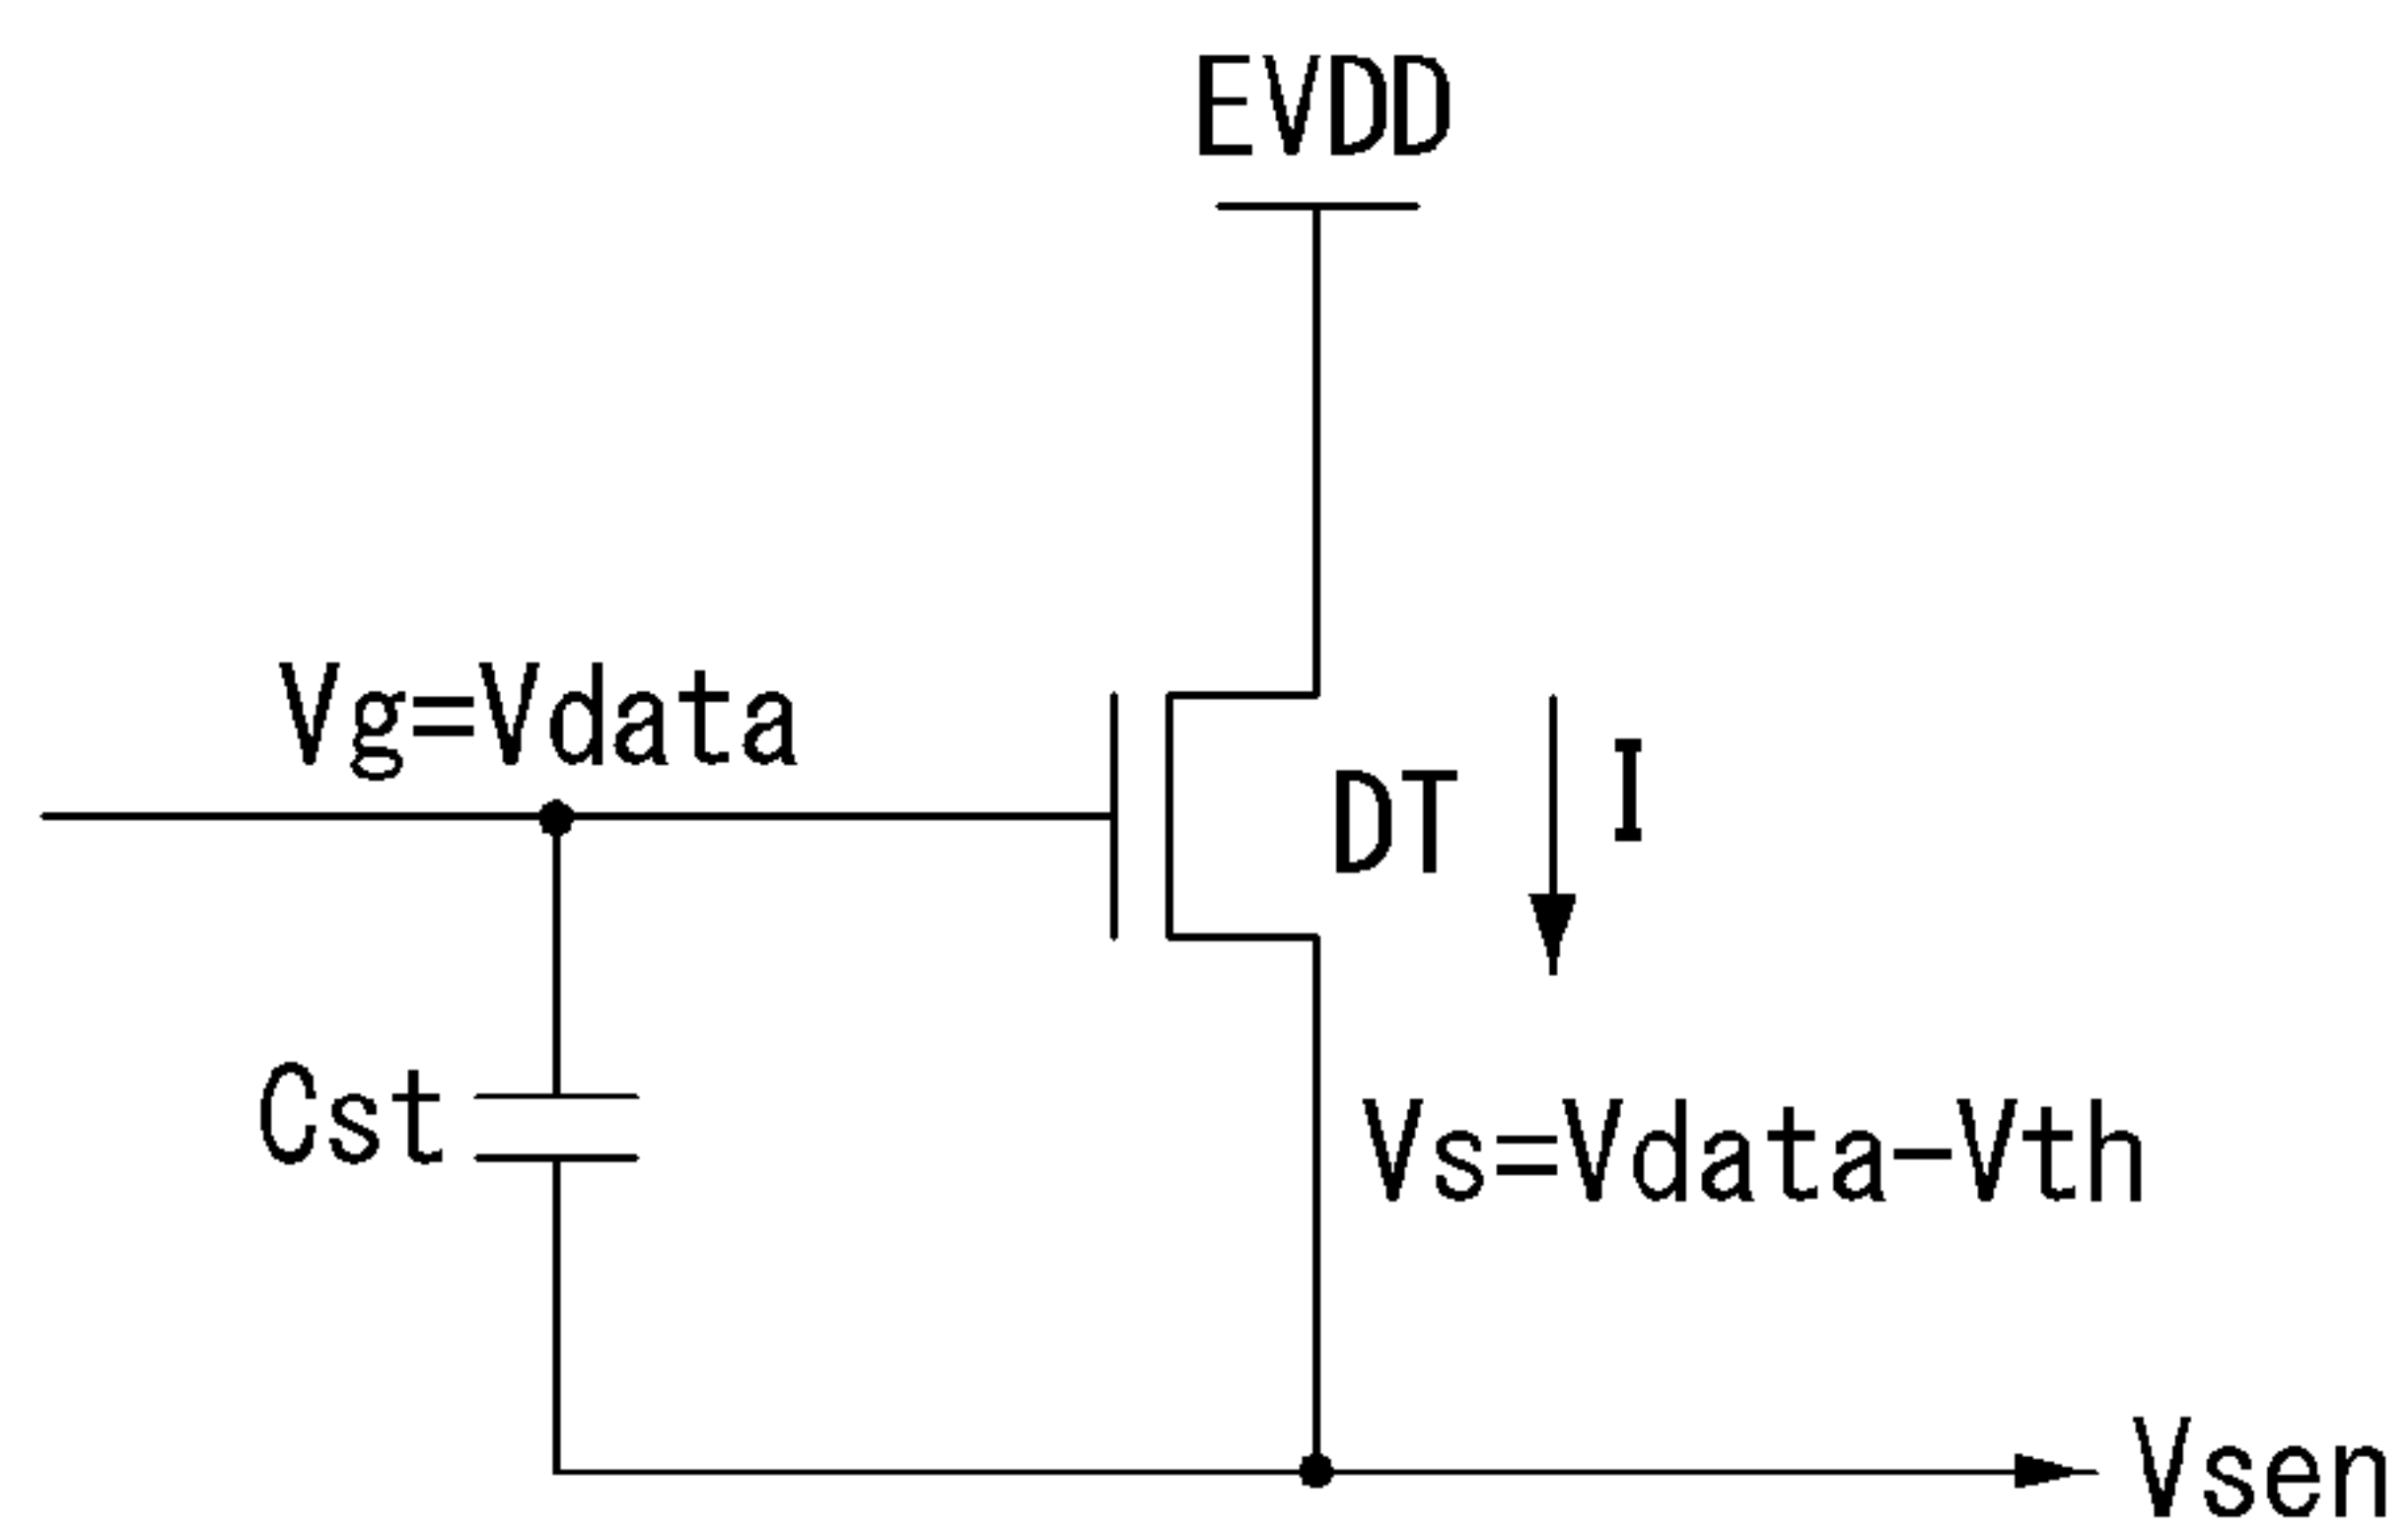 EVDD
Vg=Vdata
I
DT
Cst
Vs=Vdata-Vth
Vsen